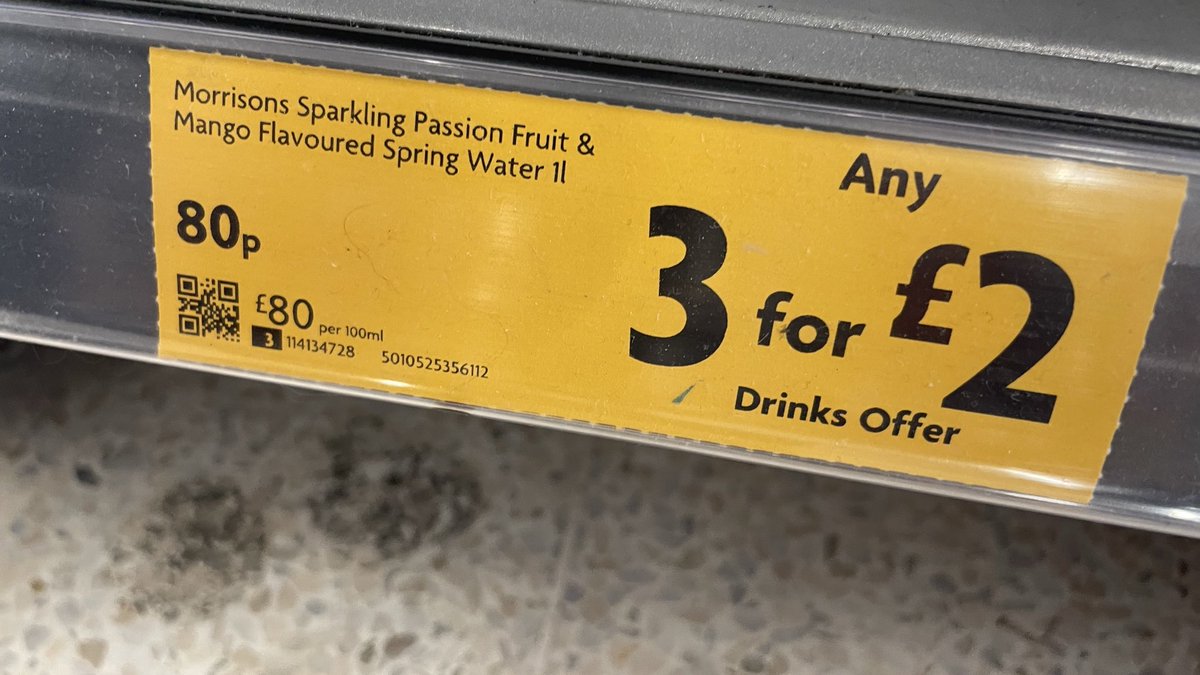 Morrisons Sparkling Passion Fruit &
Mango Flavoured Spring Water 1l
80p
£80 per 100ml
3 114134728 5010525356112
Any
3 for £2
Drinks Offer